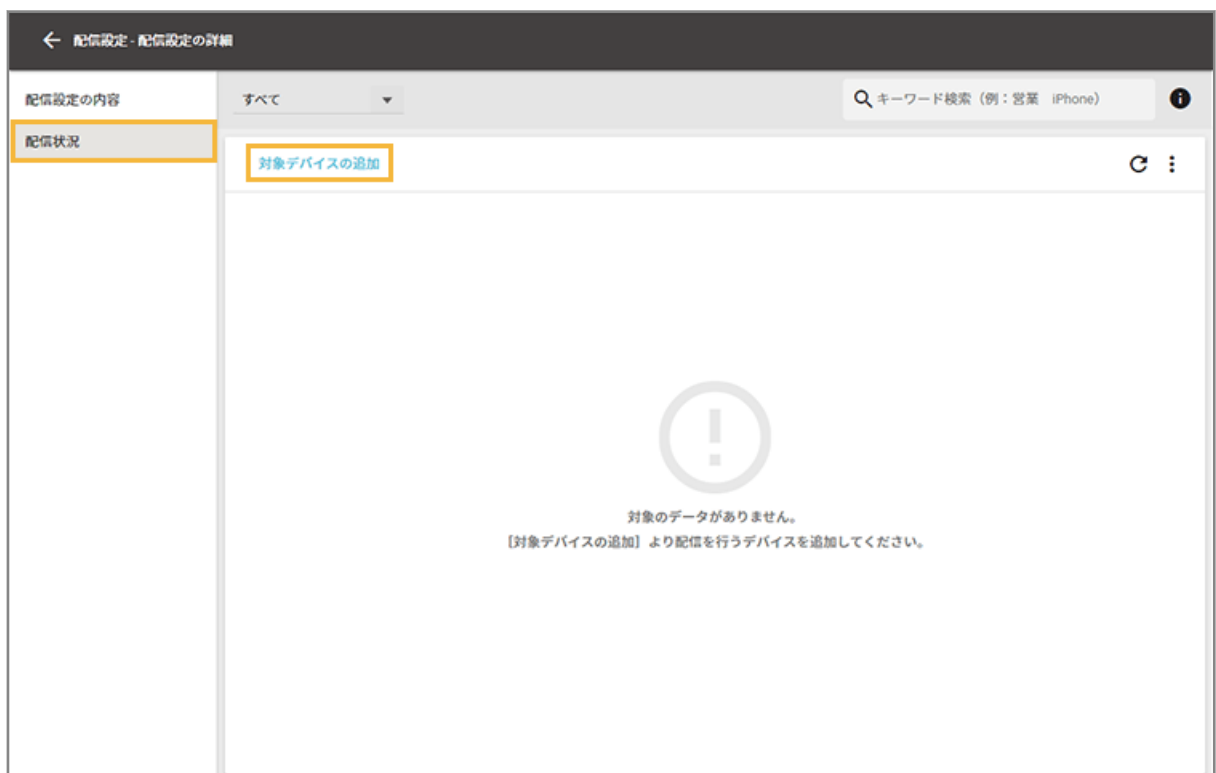 配信設定 - 配信設定の詳細
配信設定の内容
配信状況
すべて
キーワード検索（例：営業　iPhone）
対象デバイスの追加
対象のデータがありません。
［対象デバイスの追加］より配信を行うデバイスを追加してください。